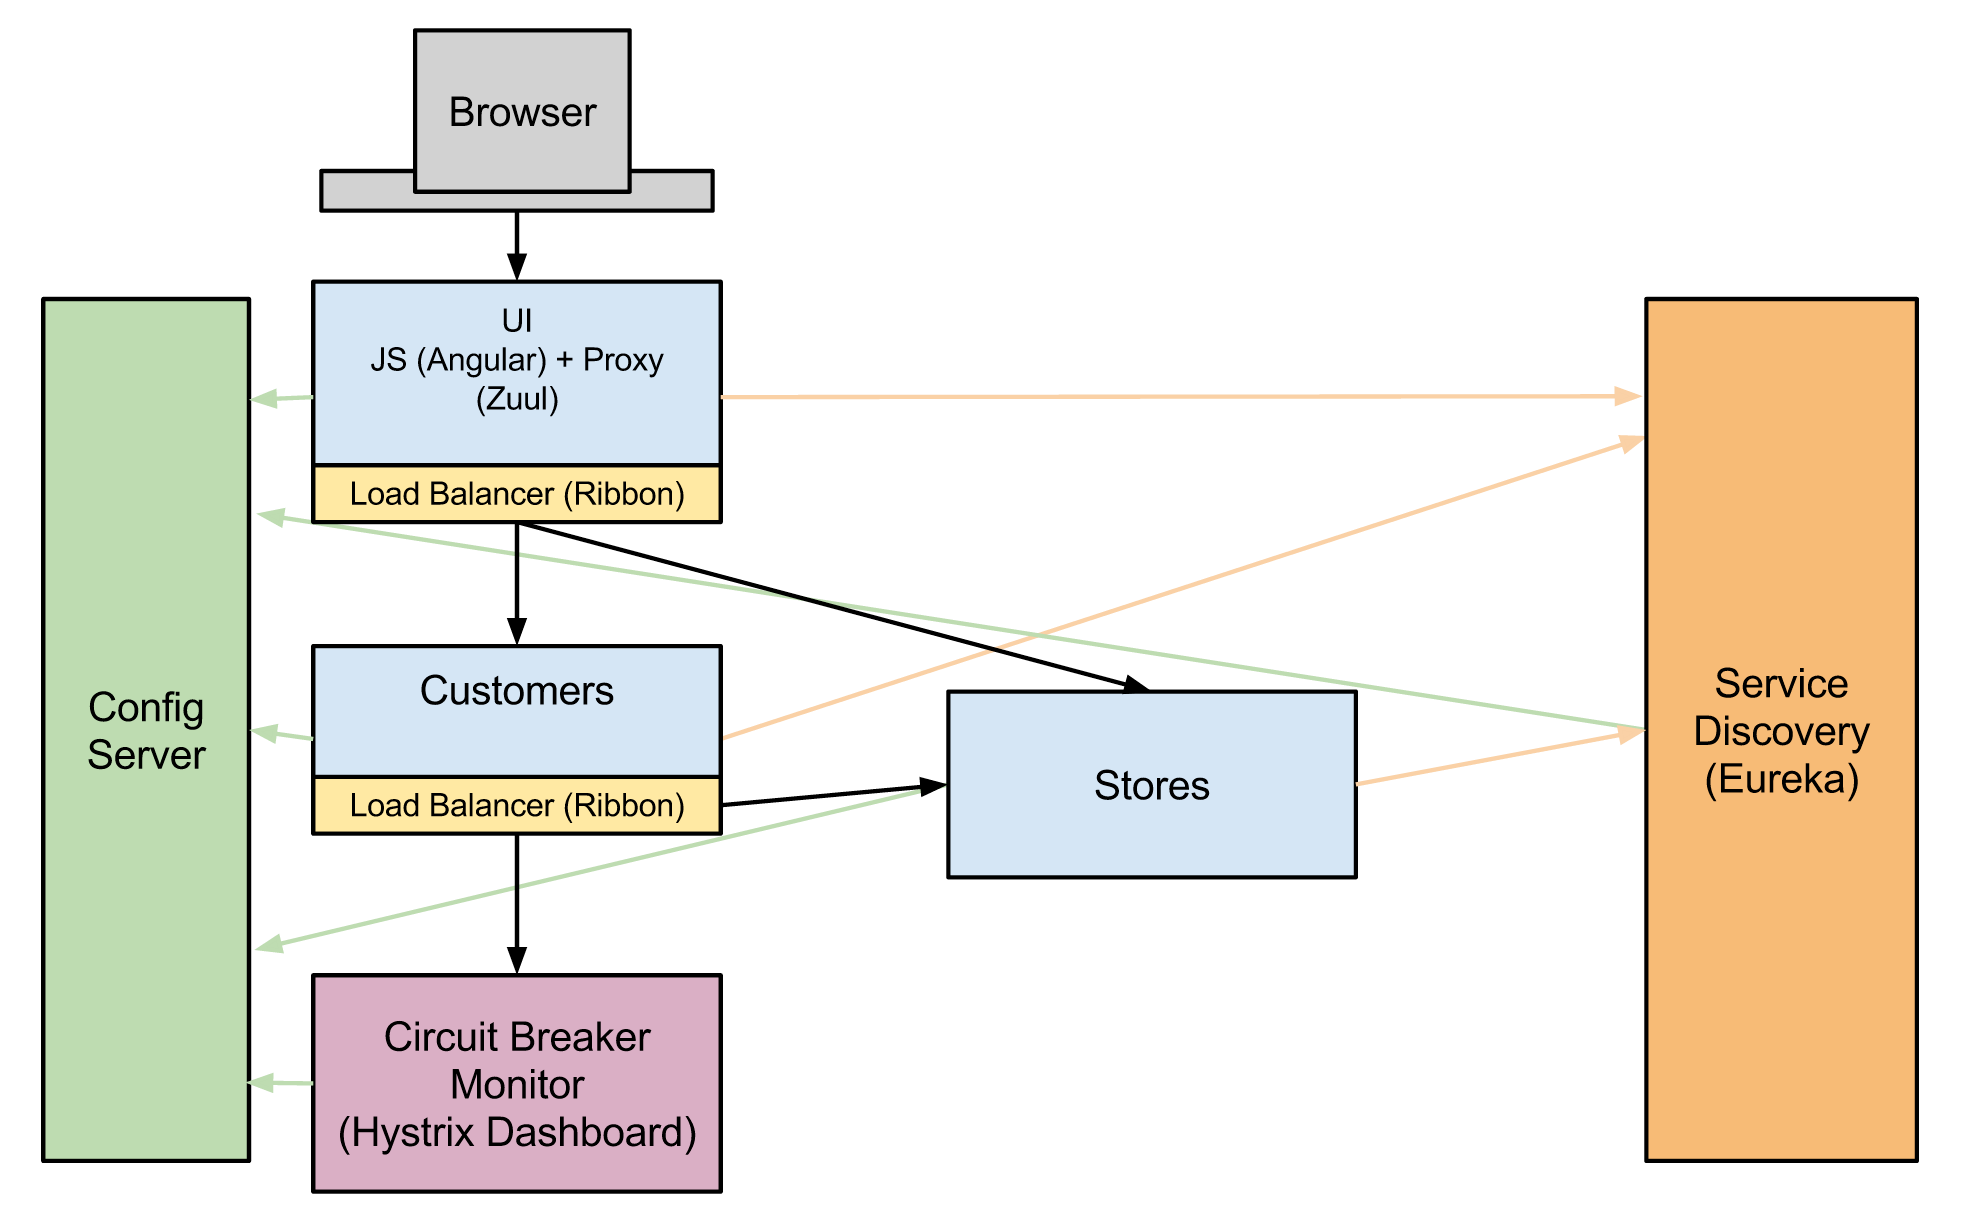 Browser
UI
JS (Angular) + Proxy
(Zuul)
Load Balancer (Ribbon)
Config
Server
Customers
Load Balancer (Ribbon)
Stores
Service
Discovery
(Eureka)
Circuit Breaker
Monitor
(Hystrix Dashboard)